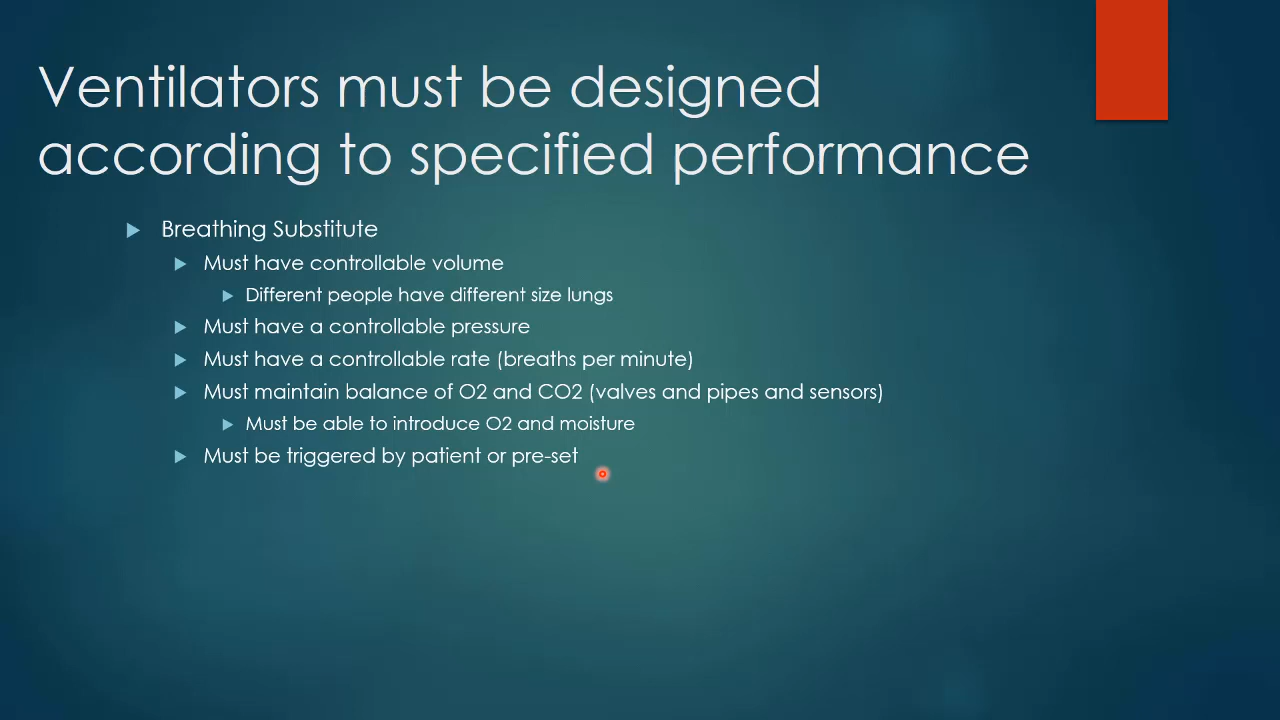 Ventilators must be designed
according to specified performance
Breathing Substitute
Must have controllable volume
Different people have different size lungs
Must have a controllable pressure
Must have a controllable rate (breaths per minute)
Must maintain balance of O2 and CO2 (valves and pipes and sensors)
Must be able to introduce O2 and moisture
Must be triggered by patient or pre-set